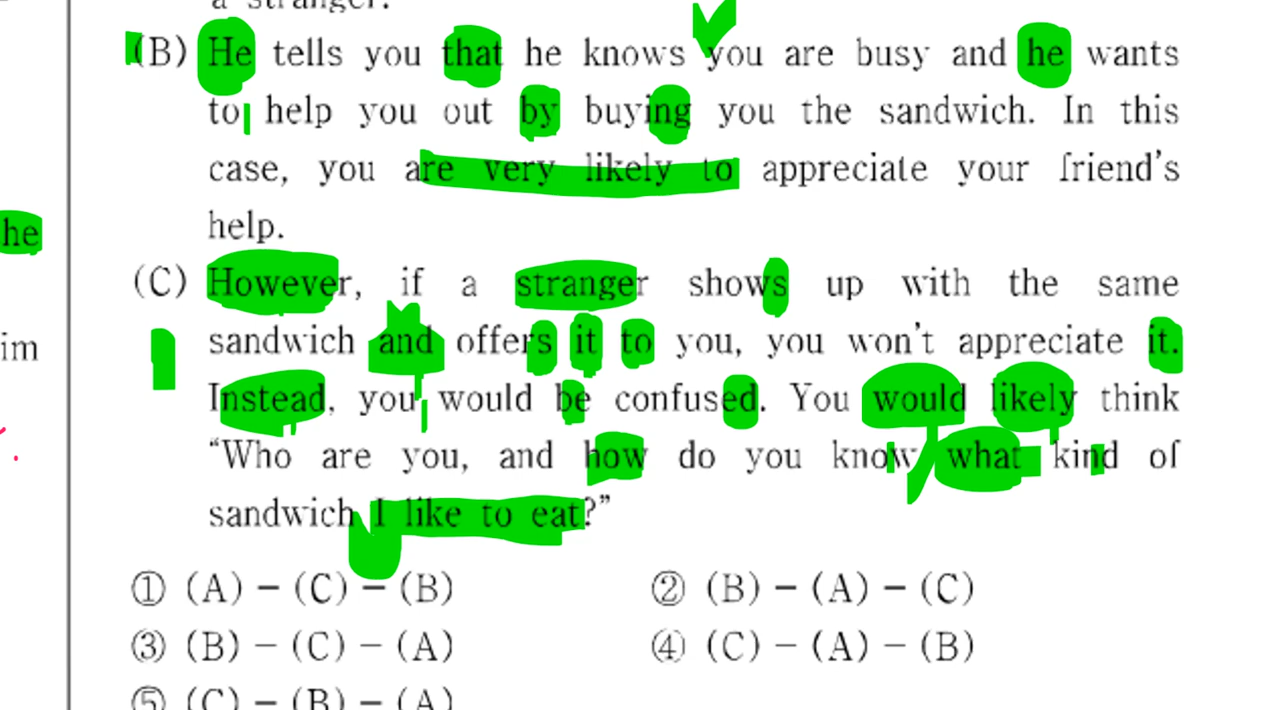 a stranger.
(B) He tells you that he knows you are busy and he wants
to help you out by buying you the sandwich. In this
case, you are very likely to appreciate your friend's
help.
he
(C) However, if a stranger shows up with the same
sandwich and offers it to you, you won't appreciate it.
im
Instead, you would be confused. You would likely think
“Who are you, and how do you know what kind of
sandwich I like to eat?”
① (A) − (C) − (B) ② (B) − (A) − (C)
③ (B) − (C) − (A) ④ (C) − (A) − (B)
⑤ (C) − (B) − (A)